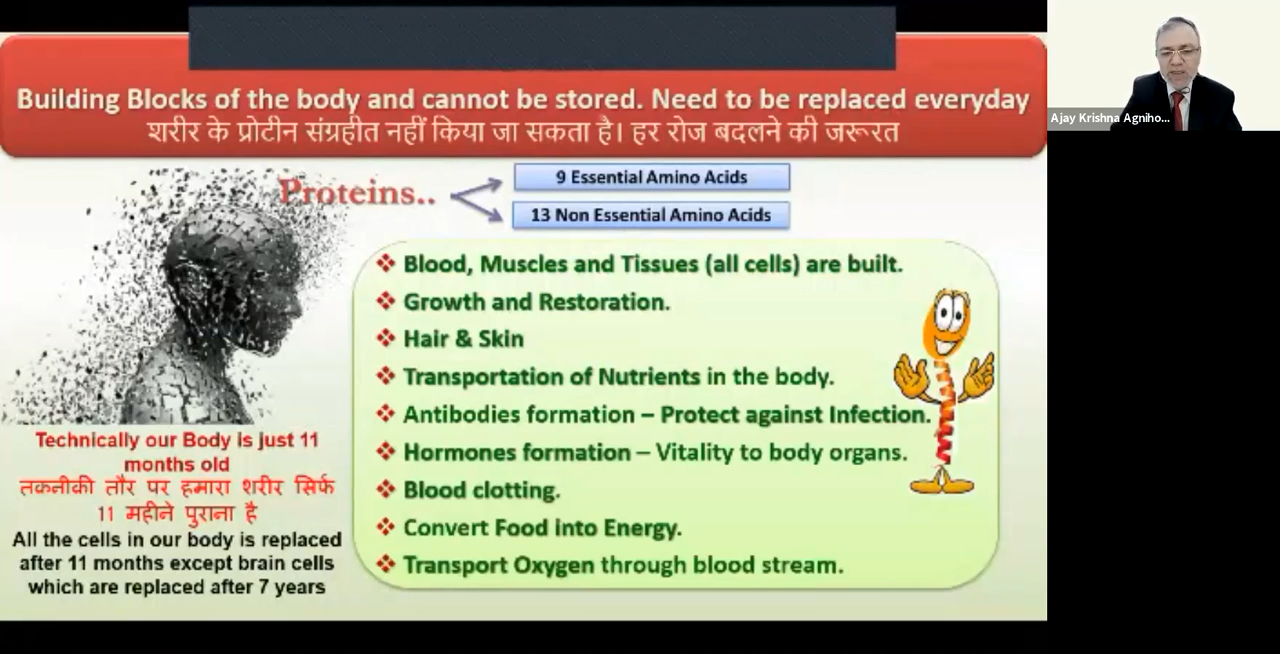 Building Blocks of the body and cannot be stored. Need to be replaced everyday
शरीर के प्रोटीन संग्रहीत नहीं किया जा सकता है। हर रोज बदलने की जरूरत
Ajay Krishna Agniho...
Proteins..
9 Essential Amino Acids
13 Non Essential Amino Acids
❖ Blood, Muscles and Tissues (all cells) are built.
❖ Growth and Restoration.
❖ Hair & Skin
❖ Transportation of Nutrients in the body.
❖ Antibodies formation – Protect against Infection.
❖ Hormones formation – Vitality to body organs.
❖ Blood clotting.
❖ Convert Food into Energy.
❖ Transport Oxygen through blood stream.
Technically our Body is just 11
months old
तकनीकी तौर पर हमारा शरीर सिर्फ
11 महीने पुराना है
All the cells in our body is replaced
after 11 months except brain cells
which are replaced after 7 years